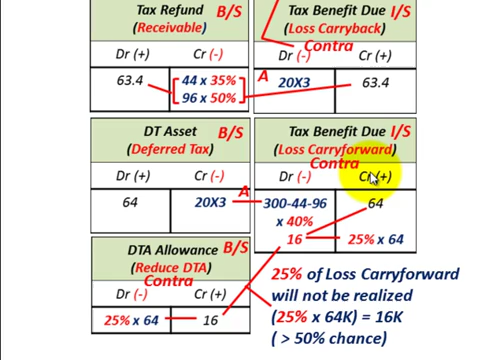 Tax Refund B/S
(Receivable)
Dr (+) Cr (-)
63.4 44 x 35%
96 x 50%
Tax Benefit Due I/S
(Loss Carryback)
Contra
Dr (-) Cr (+)
A 20X3 63.4
DT Asset B/S
(Deferred Tax)
Dr (+) Cr (-)
64 20X3 A
Tax Benefit Due I/S
(Loss Carryforward)
Contra
Dr (-) Cr (+)
300-44-96 64
x 40%
16 25% x 64
DTA Allowance B/S
(Reduce DTA)
Contra
Dr (-) Cr (+)
25% x 64 16
25% of Loss Carryforward
will not be realized
(25% x 64K) = 16K
( > 50% chance)